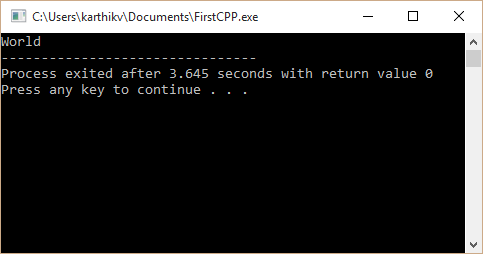 C:\Users\karthikv\Documents\FirstCPP.exe
World
--------------------------------
Process exited after 3.645 seconds with return value 0
Press any key to continue . . .